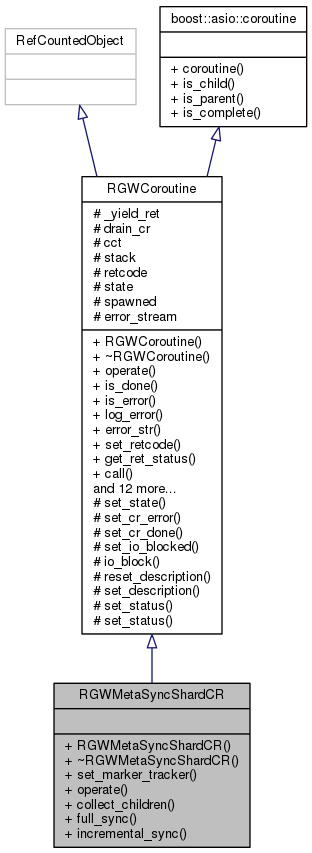 RefCountedObject
boost::asio::coroutine
+ coroutine()
+ is_child()
+ is_parent()
+ is_complete()
RGWCoroutine
# _yield_ret
# drain_cr
# cct
# stack
# retcode
# state
# spawned
# error_stream
+ RGWCoroutine()
+ ~RGWCoroutine()
+ operate()
+ is_done()
+ is_error()
+ log_error()
+ error_str()
+ set_retcode()
+ get_ret_status()
+ call()
and 12 more...
# set_state()
# set_cr_error()
# set_cr_done()
# set_io_blocked()
# io_block()
# reset_description()
# set_description()
# set_status()
# set_status()
RGWMetaSyncShardCR
+ RGWMetaSyncShardCR()
+ ~RGWMetaSyncShardCR()
+ set_marker_tracker()
+ operate()
+ collect_children()
+ full_sync()
+ incremental_sync()